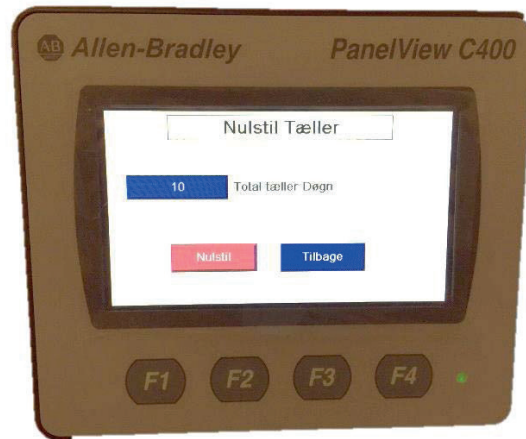 AB Allen-Bradley PanelView C400
Nulstil Tæller
10 Total tæller Døgn
Nulstil Tilbage
F1 F2 F3 F4